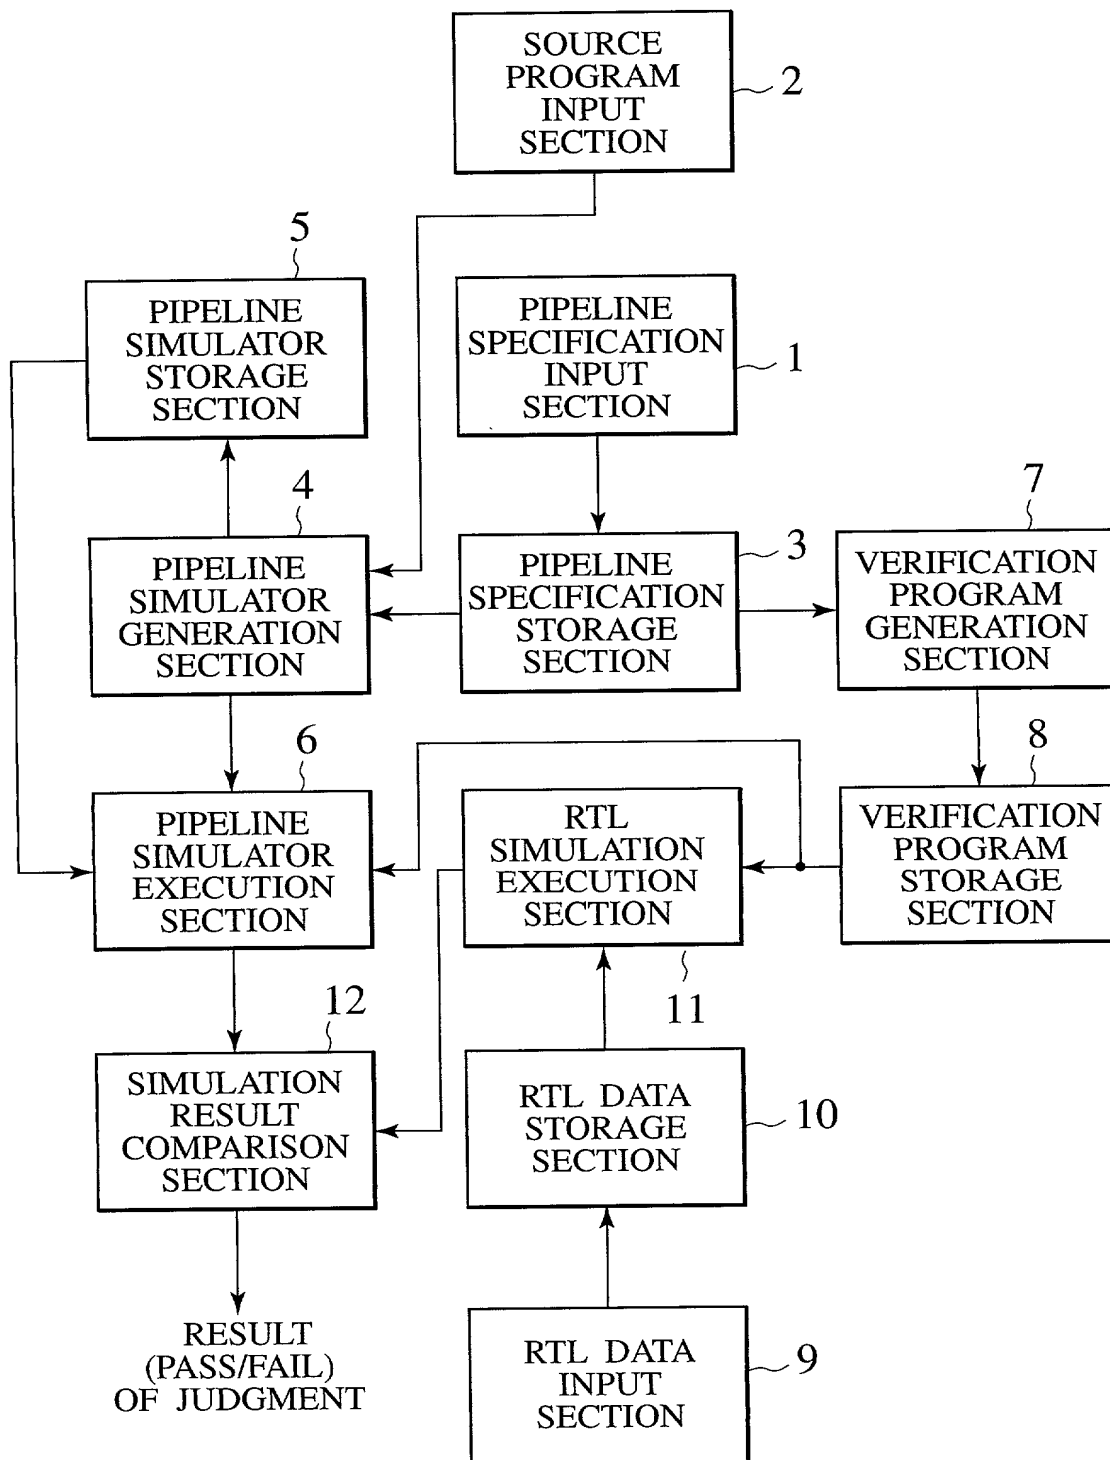 SOURCE
PROGRAM
INPUT
SECTION
2
5
PIPELINE
SIMULATOR
STORAGE
SECTION
PIPELINE
SPECIFICATION
INPUT
SECTION
1
4
PIPELINE
SIMULATOR
GENERATION
SECTION
3
PIPELINE
SPECIFICATION
STORAGE
SECTION
7
VERIFICATION
PROGRAM
GENERATION
SECTION
6
PIPELINE
SIMULATOR
EXECUTION
SECTION
RTL
SIMULATION
EXECUTION
SECTION
11
8
VERIFICATION
PROGRAM
STORAGE
SECTION
12
SIMULATION
RESULT
COMPARISON
SECTION
RTL DATA
STORAGE
SECTION
10
RESULT
(PASS/FAIL)
OF JUDGMENT
RTL DATA
INPUT
SECTION
9